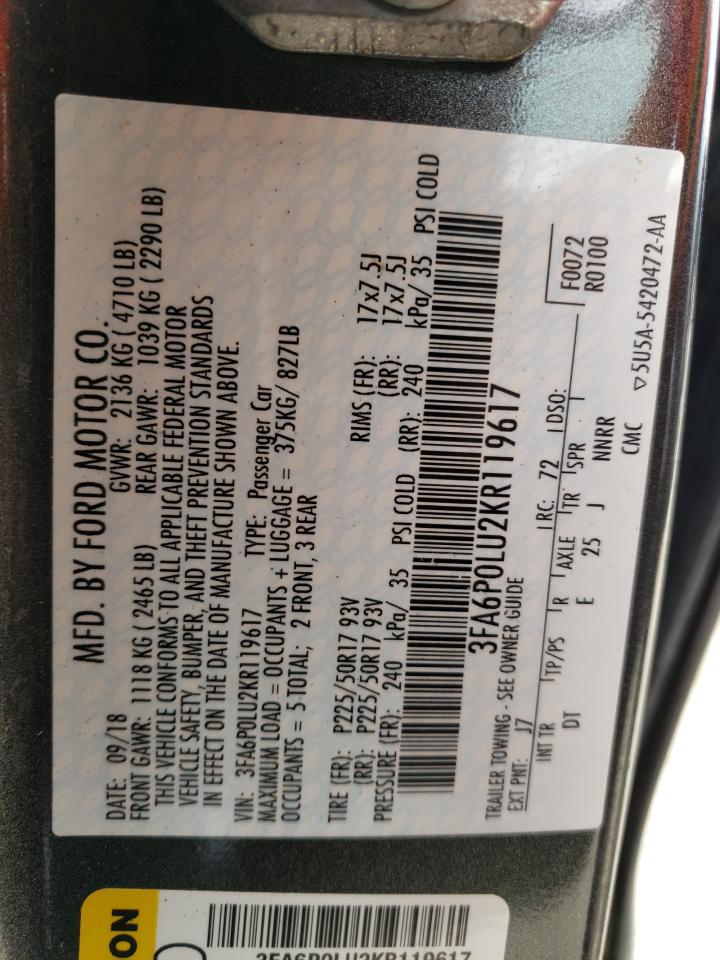 MFD. BY FORD MOTOR CO.
DATE: 09/18 GVWR: 2136 KG ( 4710 LB)
FRONT GAWR: 1118 KG ( 2465 LB) REAR GAWR: 1039 KG ( 2290 LB)
THIS VEHICLE CONFORMS TO ALL APPLICABLE FEDERAL MOTOR
VEHICLE SAFETY, BUMPER, AND THEFT PREVENTION STANDARDS
IN EFFECT ON THE DATE OF MANUFACTURE SHOWN ABOVE.
VIN: 3FA6P0LU2KR119617 TYPE: Passenger Car
MAXIMUM LOAD = OCCUPANTS + LUGGAGE = 375KG/ 827LB
OCCUPANTS = 5 TOTAL; 2 FRONT, 3 REAR
TIRE (FR): P225/50R17 93V RIMS (FR): 17x7.5J
(RR): P225/50R17 93V (RR): 17x7.5J
PRESSURE (FR): 240 kPa/ 35 PSI COLD (RR): 240 kPa/ 35 PSI COLD
3FA6P0LU2KR119617
TRAILER TOWING - SEE OWNER GUIDE
F0072
EXT PNT: J7 RC: 72 DSO: R0100
INT TR TP/PS R AXLE TR SPR
DT E 25 J NNRR
CMC 5U5A-5420472-AA
ON
3FA6P0LU2KR119617